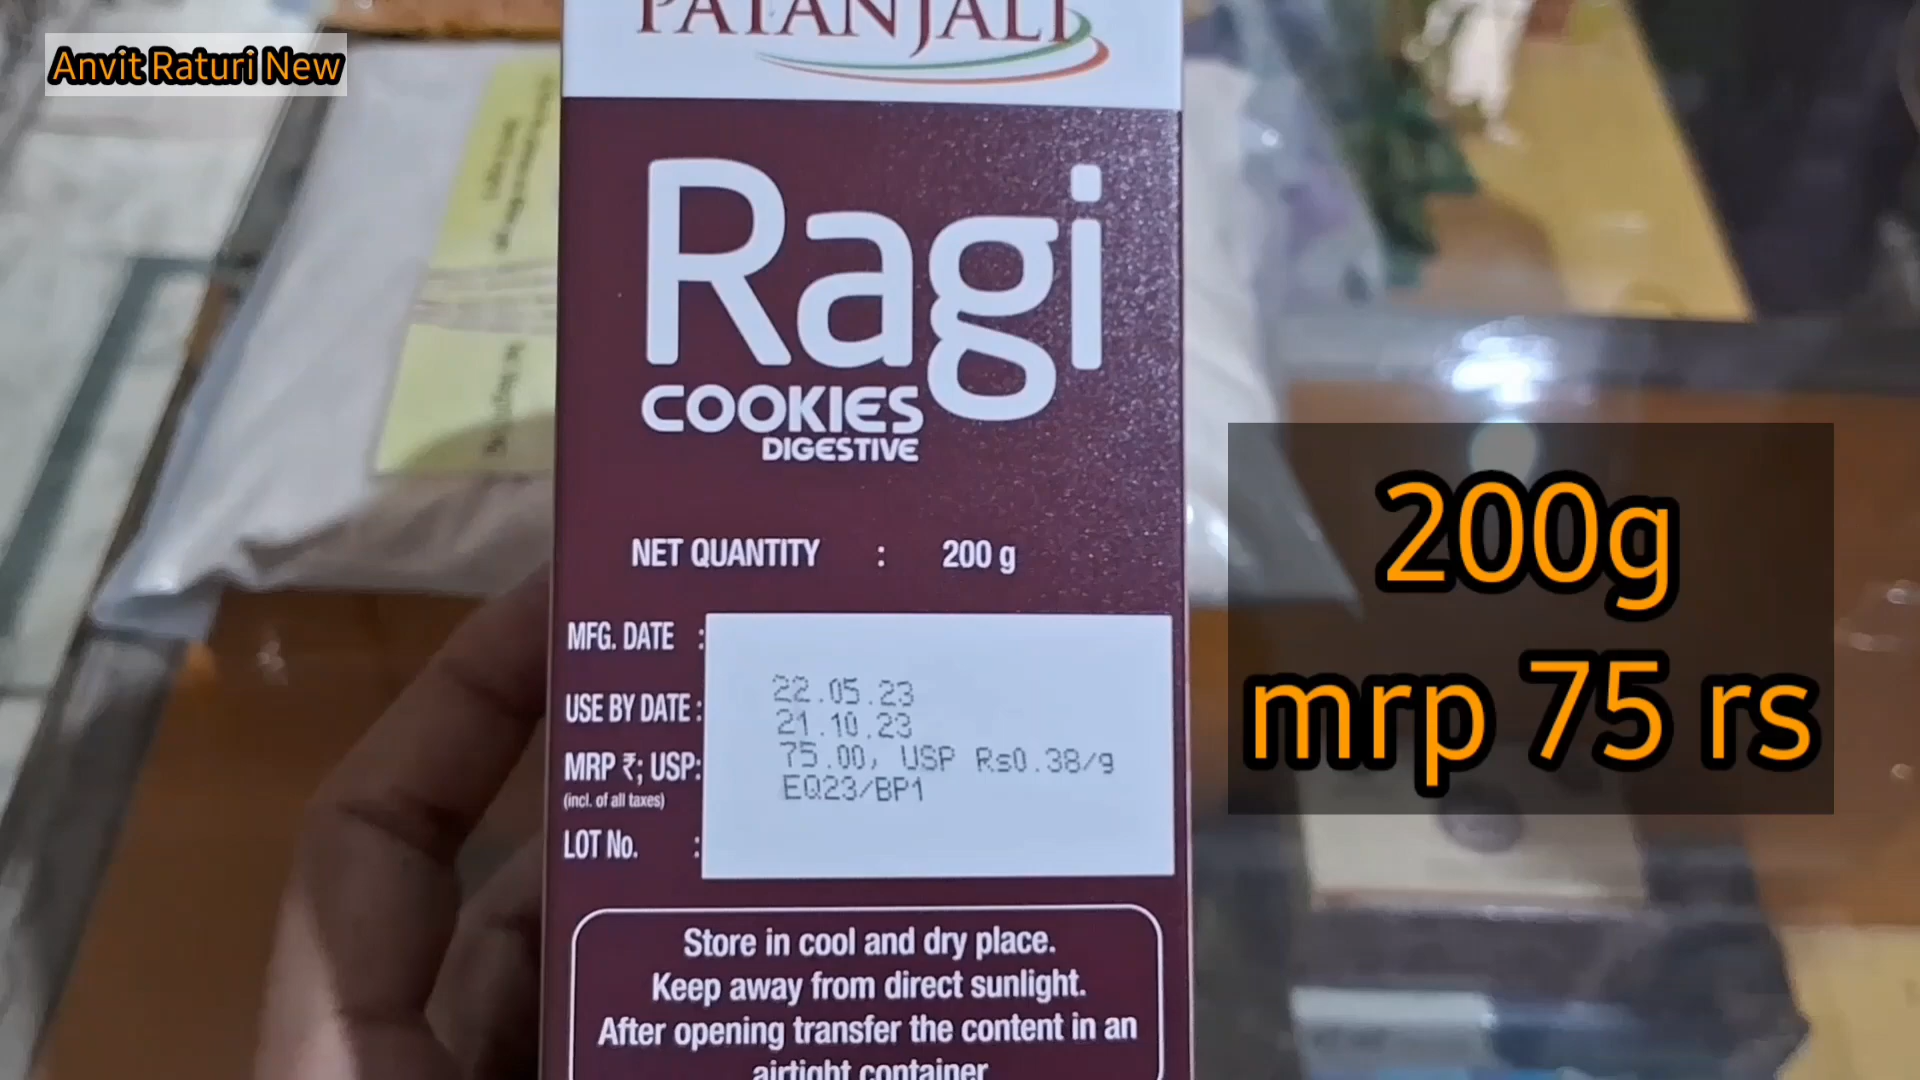 Anvit Raturi New
PATANJALI
Ragi
COOKIES
DIGESTIVE
NET QUANTITY : 200 g
MFG. DATE :
USE BY DATE :
MRP ₹; USP:
(incl. of all taxes)
LOT No. :
22.05.23
21.10.23
75.00, USP Rs0.38/g
EQ23/BP1
Store in cool and dry place.
Keep away from direct sunlight.
After opening transfer the content in an
airtight container
200g
mrp 75 rs